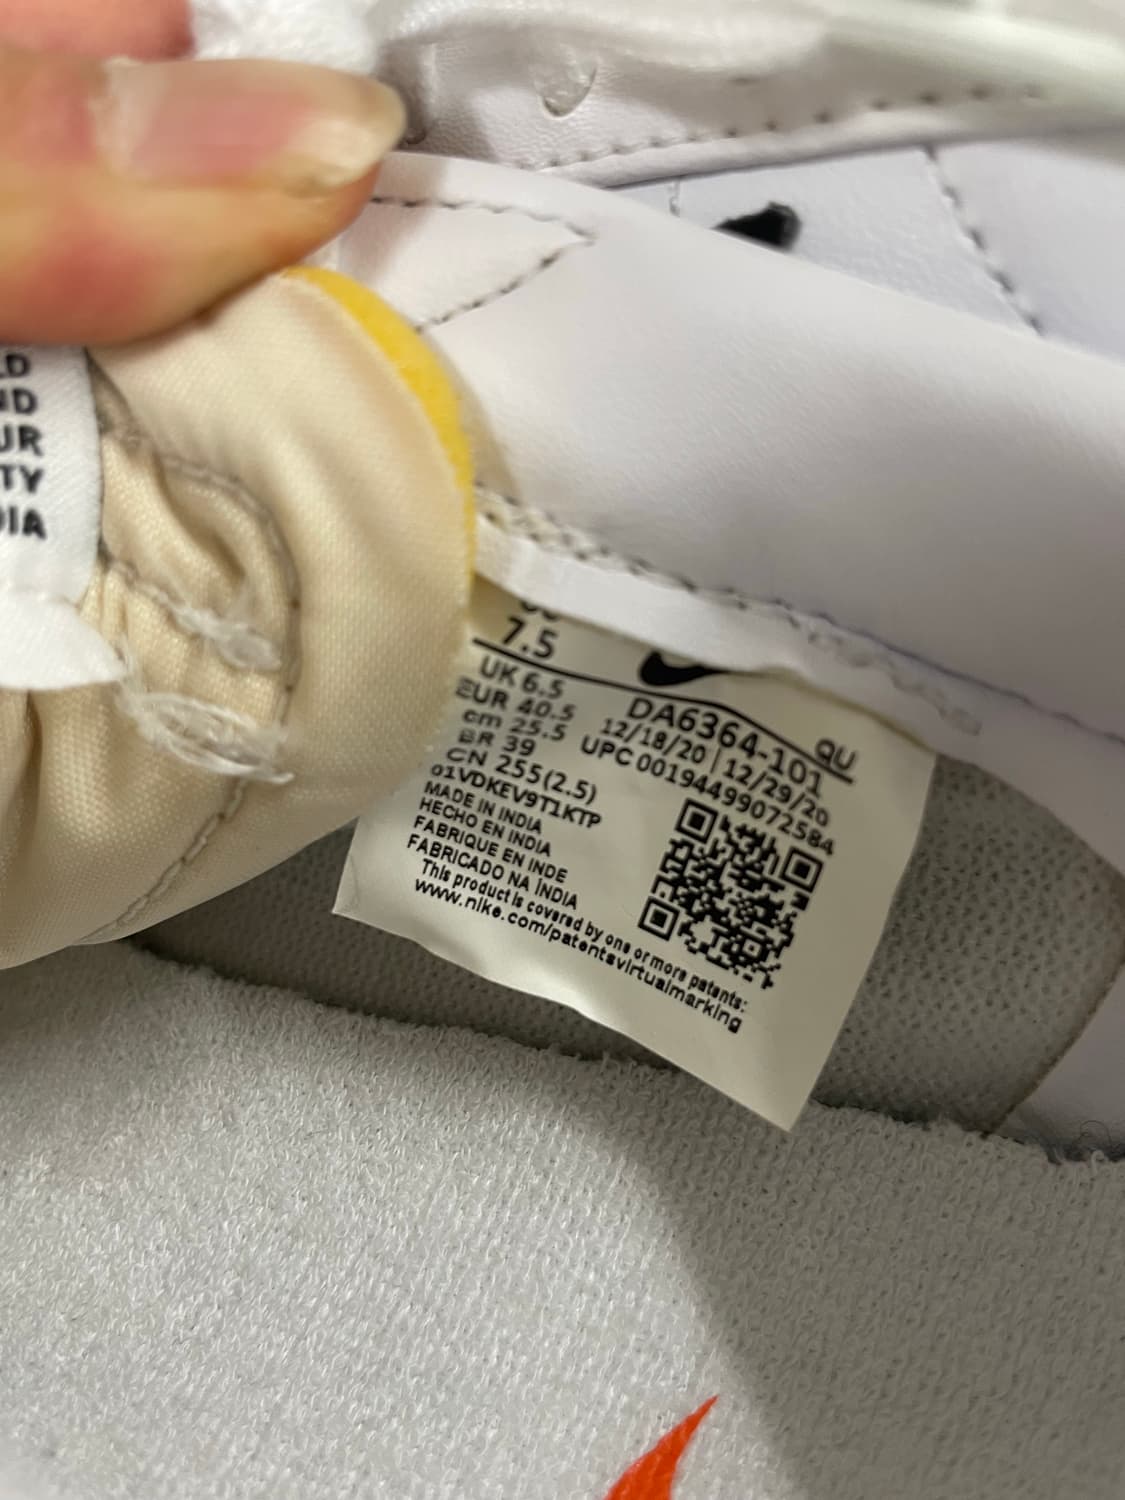 LD
ND
UR
TY
DIA
7.5
UK 6.5
EUR 40.5
cm 25.5
BR 39
CN 255(2.5)
o1VDKEV9T1KTP
MADE IN INDIA
HECHO EN INDIA
FABRIQUE EN INDE
FABRICADO NA ÍNDIA
This product is covered by one or more patents:
www.nike.com/patentsvirtualmarking
DA6364-101 QU
12/18/20 | 12/29/20
UPC 00194499072584